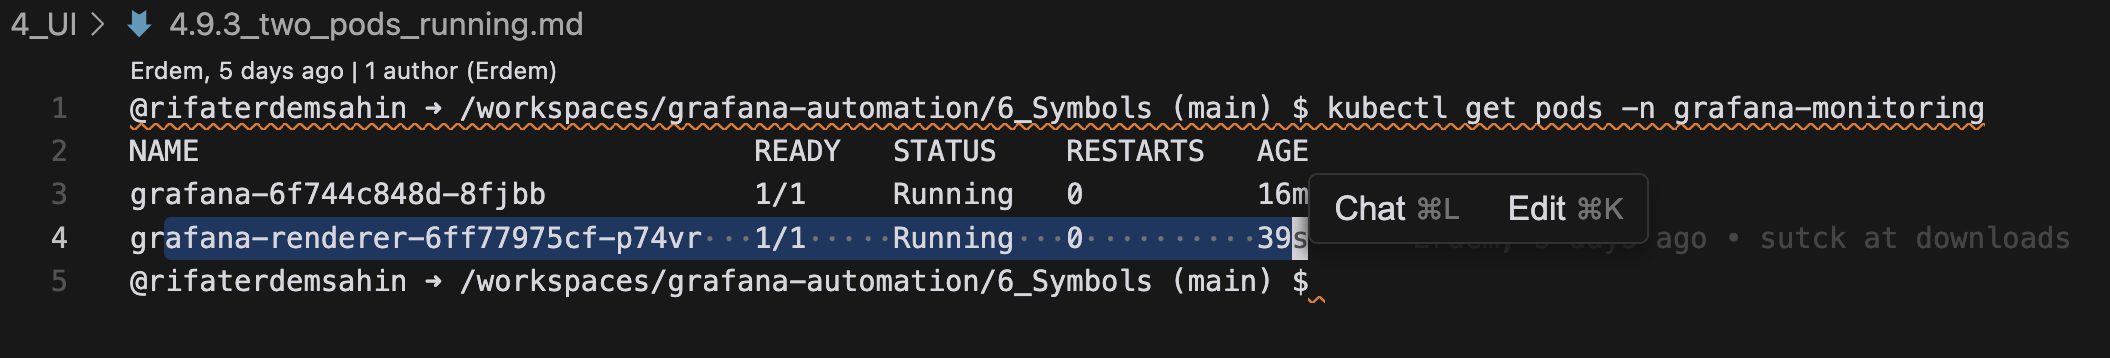 4_UI > 4.9.3_two_pods_running.md
Erdem, 5 days ago | 1 author (Erdem)
1 @rifaterdemsahin ➜ /workspaces/grafana-automation/6_Symbols (main) $ kubectl get pods -n grafana-monitoring
2 NAME READY STATUS RESTARTS AGE
3 grafana-6f744c848d-8fjbb 1/1 Running 0 16m
Chat ⌘L Edit ⌘K
4 grafana-renderer-6ff77975cf-p74vr 1/1 Running 0 39s ago • sutck at downloads
5 @rifaterdemsahin ➜ /workspaces/grafana-automation/6_Symbols (main) $